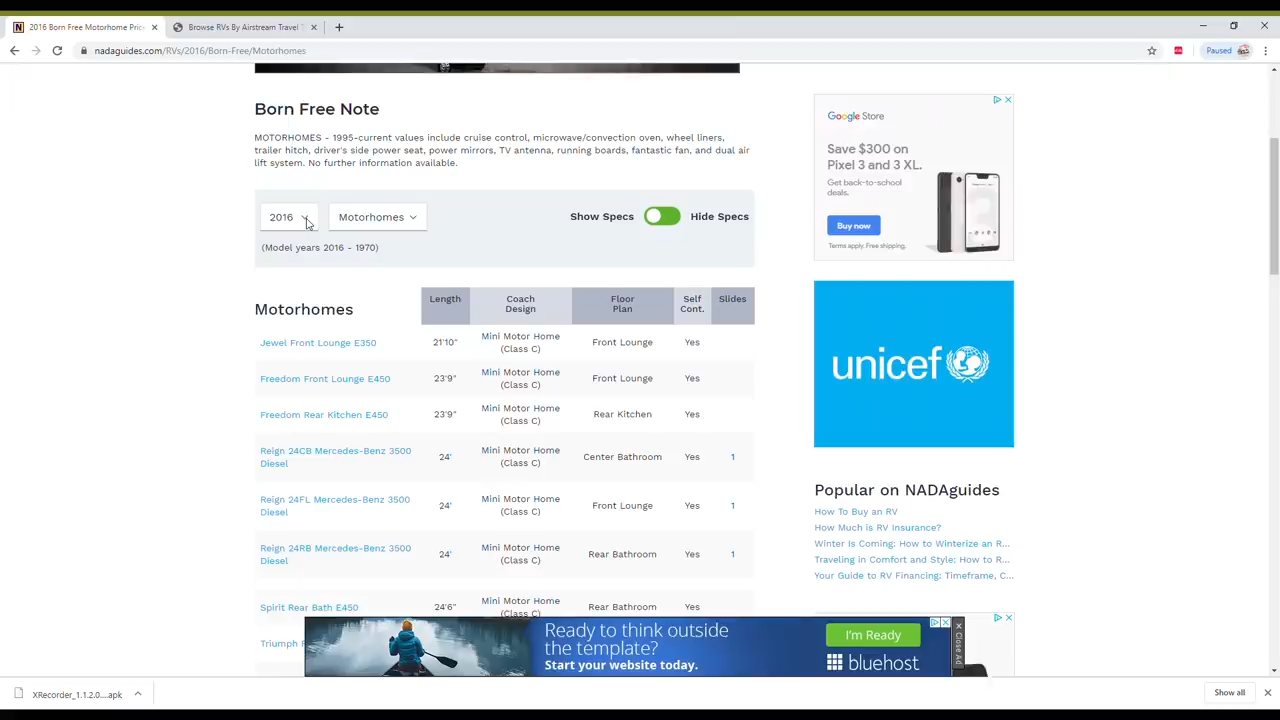 2016 Born Free Motorhome Pric
Browse RVs By Airstream Travel T
nadaguides.com/RVs/2016/Born-Free/Motorhomes
Paused
Born Free Note
MOTORHOMES - 1995-current values include cruise control, microwave/convection oven, wheel liners,
trailer hitch, driver's side power seat, power mirrors, TV antenna, running boards, fantastic fan, and dual air
lift system. No further information available.
2016
Motorhomes
Show Specs
Hide Specs
(Model years 2016 - 1970)
Motorhomes
Length
Coach
Design
Floor
Plan
Self
Cont.
Slides
Jewel Front Lounge E350
21'10"
Mini Motor Home
(Class C)
Front Lounge
Yes
Freedom Front Lounge E450
23'9"
Mini Motor Home
(Class C)
Front Lounge
Yes
Freedom Rear Kitchen E450
23'9"
Mini Motor Home
(Class C)
Rear Kitchen
Yes
Reign 24CB Mercedes-Benz 3500
Diesel
24'
Mini Motor Home
(Class C)
Center Bathroom
Yes
1
Reign 24FL Mercedes-Benz 3500
Diesel
24'
Mini Motor Home
(Class C)
Front Lounge
Yes
1
Reign 24RB Mercedes-Benz 3500
Diesel
24'
Mini Motor Home
(Class C)
Rear Bathroom
Yes
1
Spirit Rear Bath E450
24'6"
Mini Motor Home
(Class C)
Rear Bathroom
Yes
Triumph
Google Store
Save $300 on
Pixel 3 and 3 XL.
Get back-to-school
deals.
Buy now
Terms apply. Free shipping.
unicef
Popular on NADAguides
How To Buy an RV
How Much is RV Insurance?
Winter Is Coming: How to Winterize an R...
Traveling in Comfort and Style: How to R...
Your Guide to RV Financing: Timeframe, C...
Ready to think outside
the template?
Start your website today.
I'm Ready
bluehost
Close Ad
XRecorder_1.1.2.0....apk
Show all